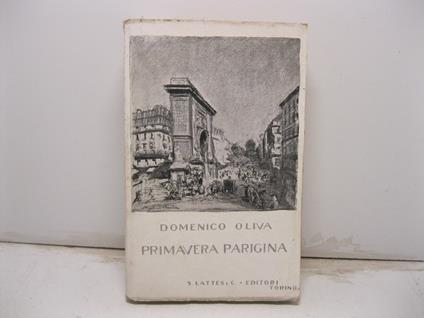 DOMENICO OLIVA
PRIMAVERA PARIGINA
S. LATTES & C. - EDITORI
TORINO